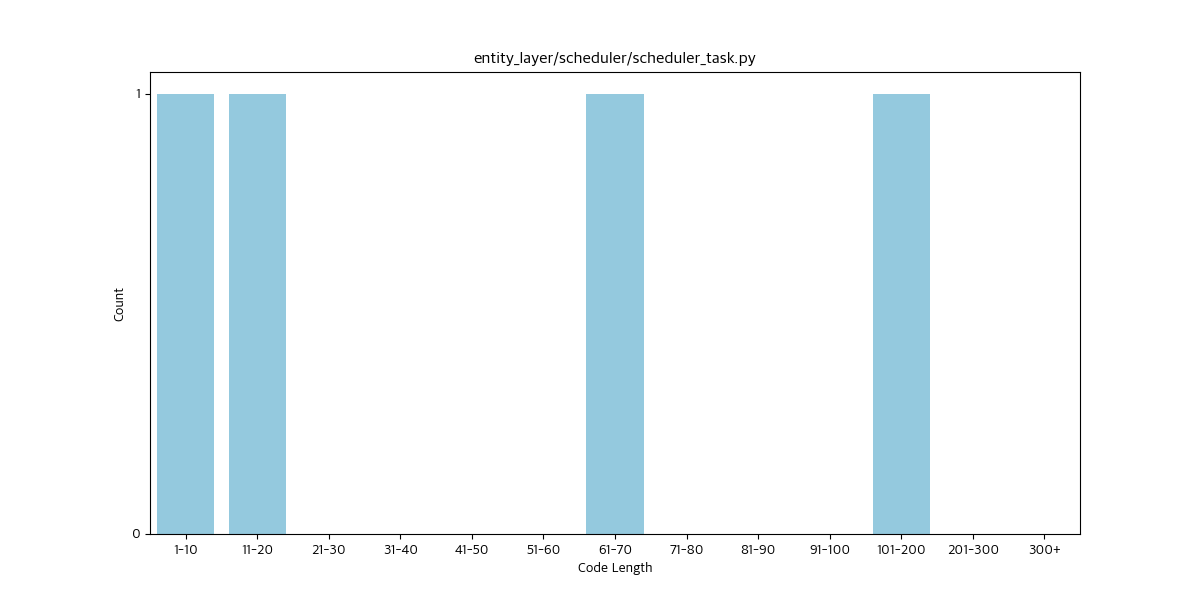 entity_layer/scheduler/scheduler_task.py
1
Count
0
1-10 11-20 21-30 31-40 41-50 51-60 61-70 71-80 81-90 91-100 101-200 201-300 300+
Code Length